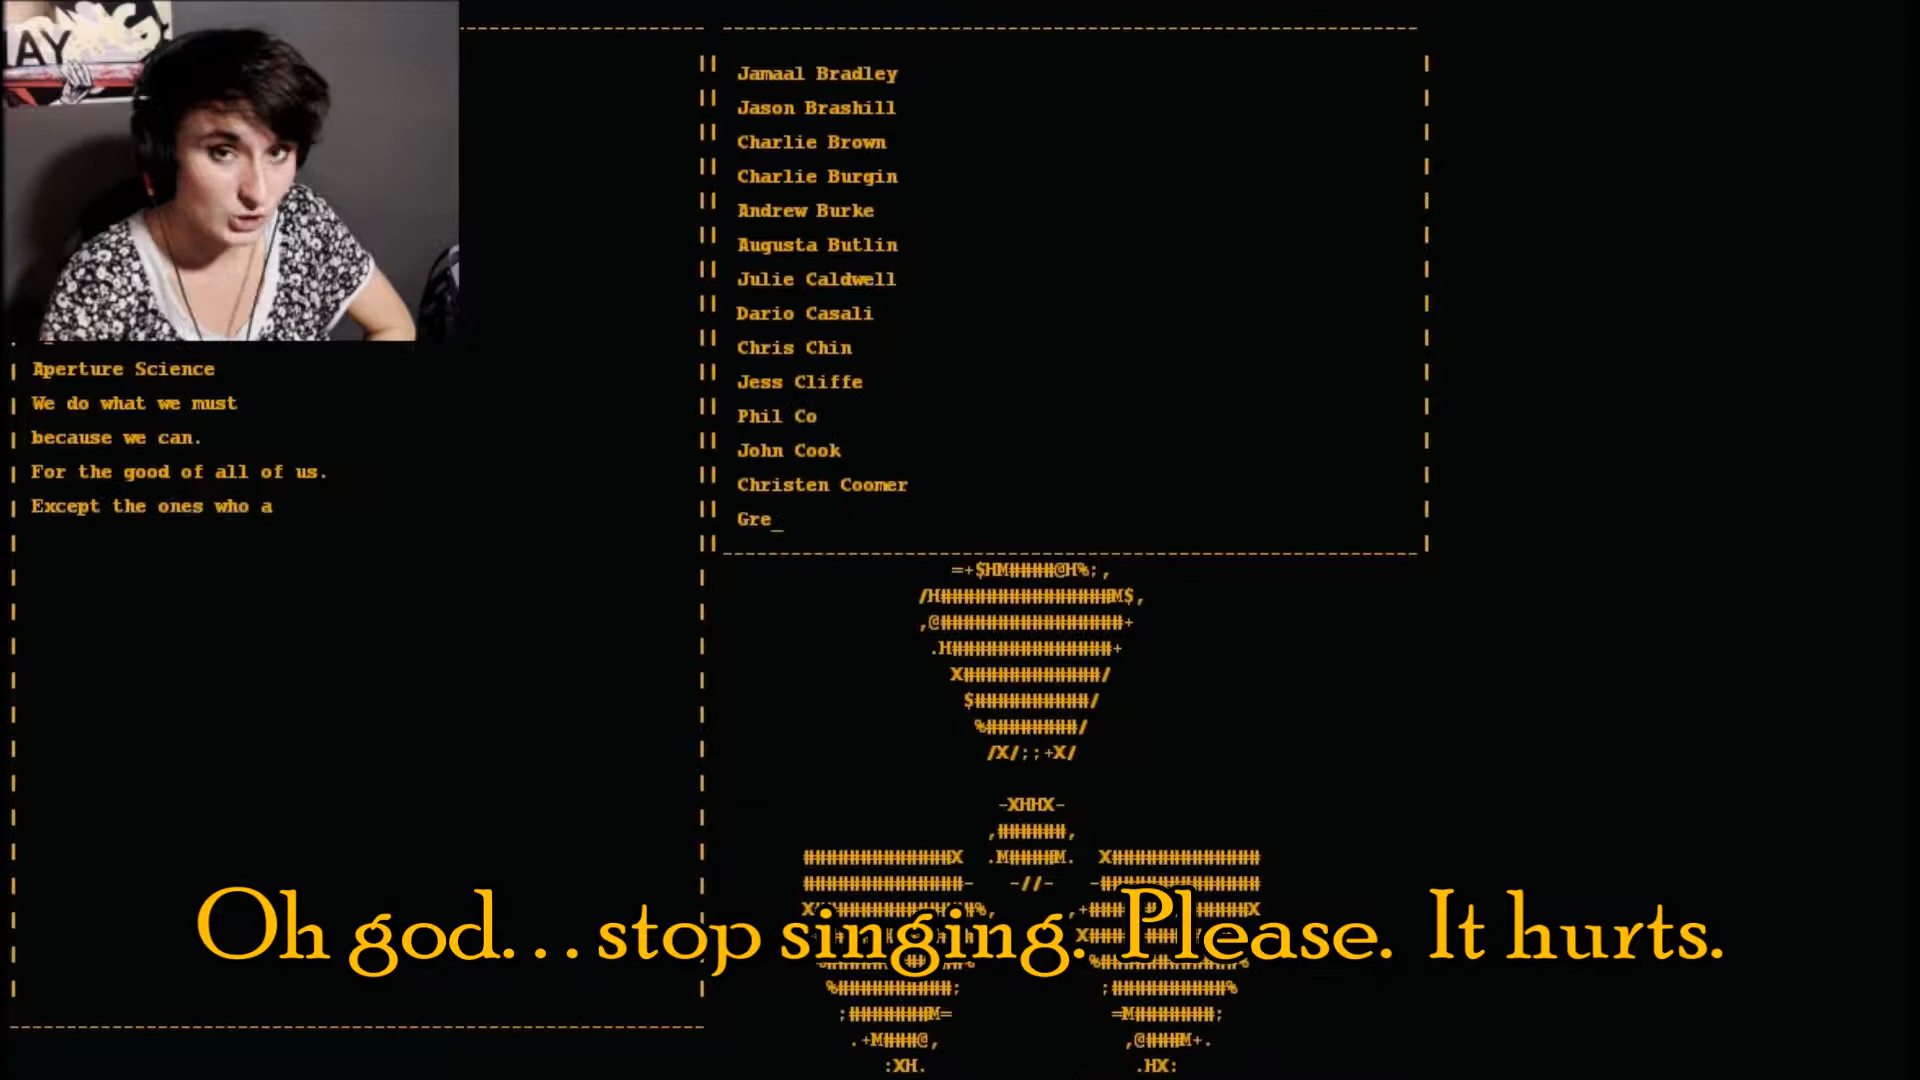 AY
Aperture Science
We do what we must
because we can.
For the good of all of us.
Except the ones who a
Jamaal Bradley
Jason Brashill
Charlie Brown
Charlie Burgin
Andrew Burke
Augusta Butlin
Julie Caldwell
Dario Casali
Chris Chin
Jess Cliffe
Phil Co
John Cook
Christen Coomer
Gre_
Oh god...stop singing. Please. It hurts.